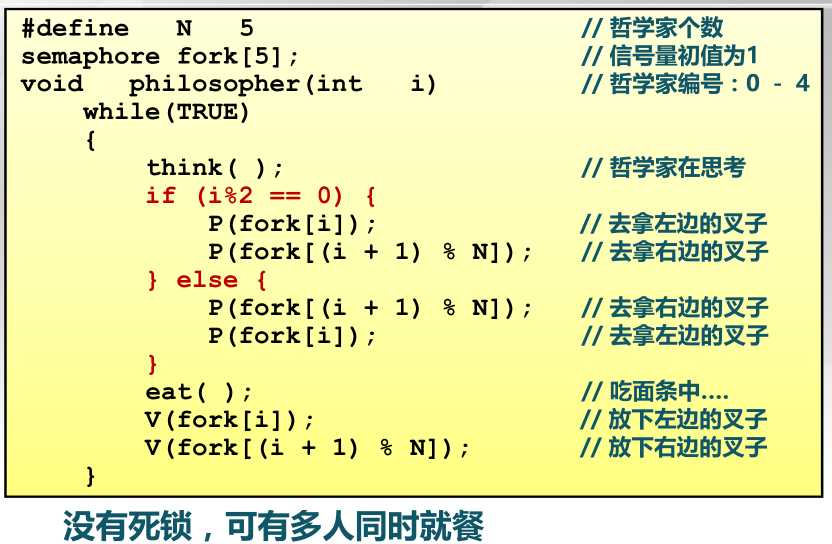 #define N 5 // 哲学家个数
semaphore fork[5]; // 信号量初值为1
void philosopher(int i) // 哲学家编号：0 － 4
while(TRUE)
{
think( ); // 哲学家在思考
if (i%2 == 0) {
P(fork[i]); // 去拿左边的叉子
P(fork[(i + 1) % N]); // 去拿右边的叉子
} else {
P(fork[(i + 1) % N]); // 去拿右边的叉子
P(fork[i]); // 去拿左边的叉子
}
eat( ); // 吃面条中....
V(fork[i]); // 放下左边的叉子
V(fork[(i + 1) % N]); // 放下右边的叉子
}
没有死锁，可有多人同时就餐